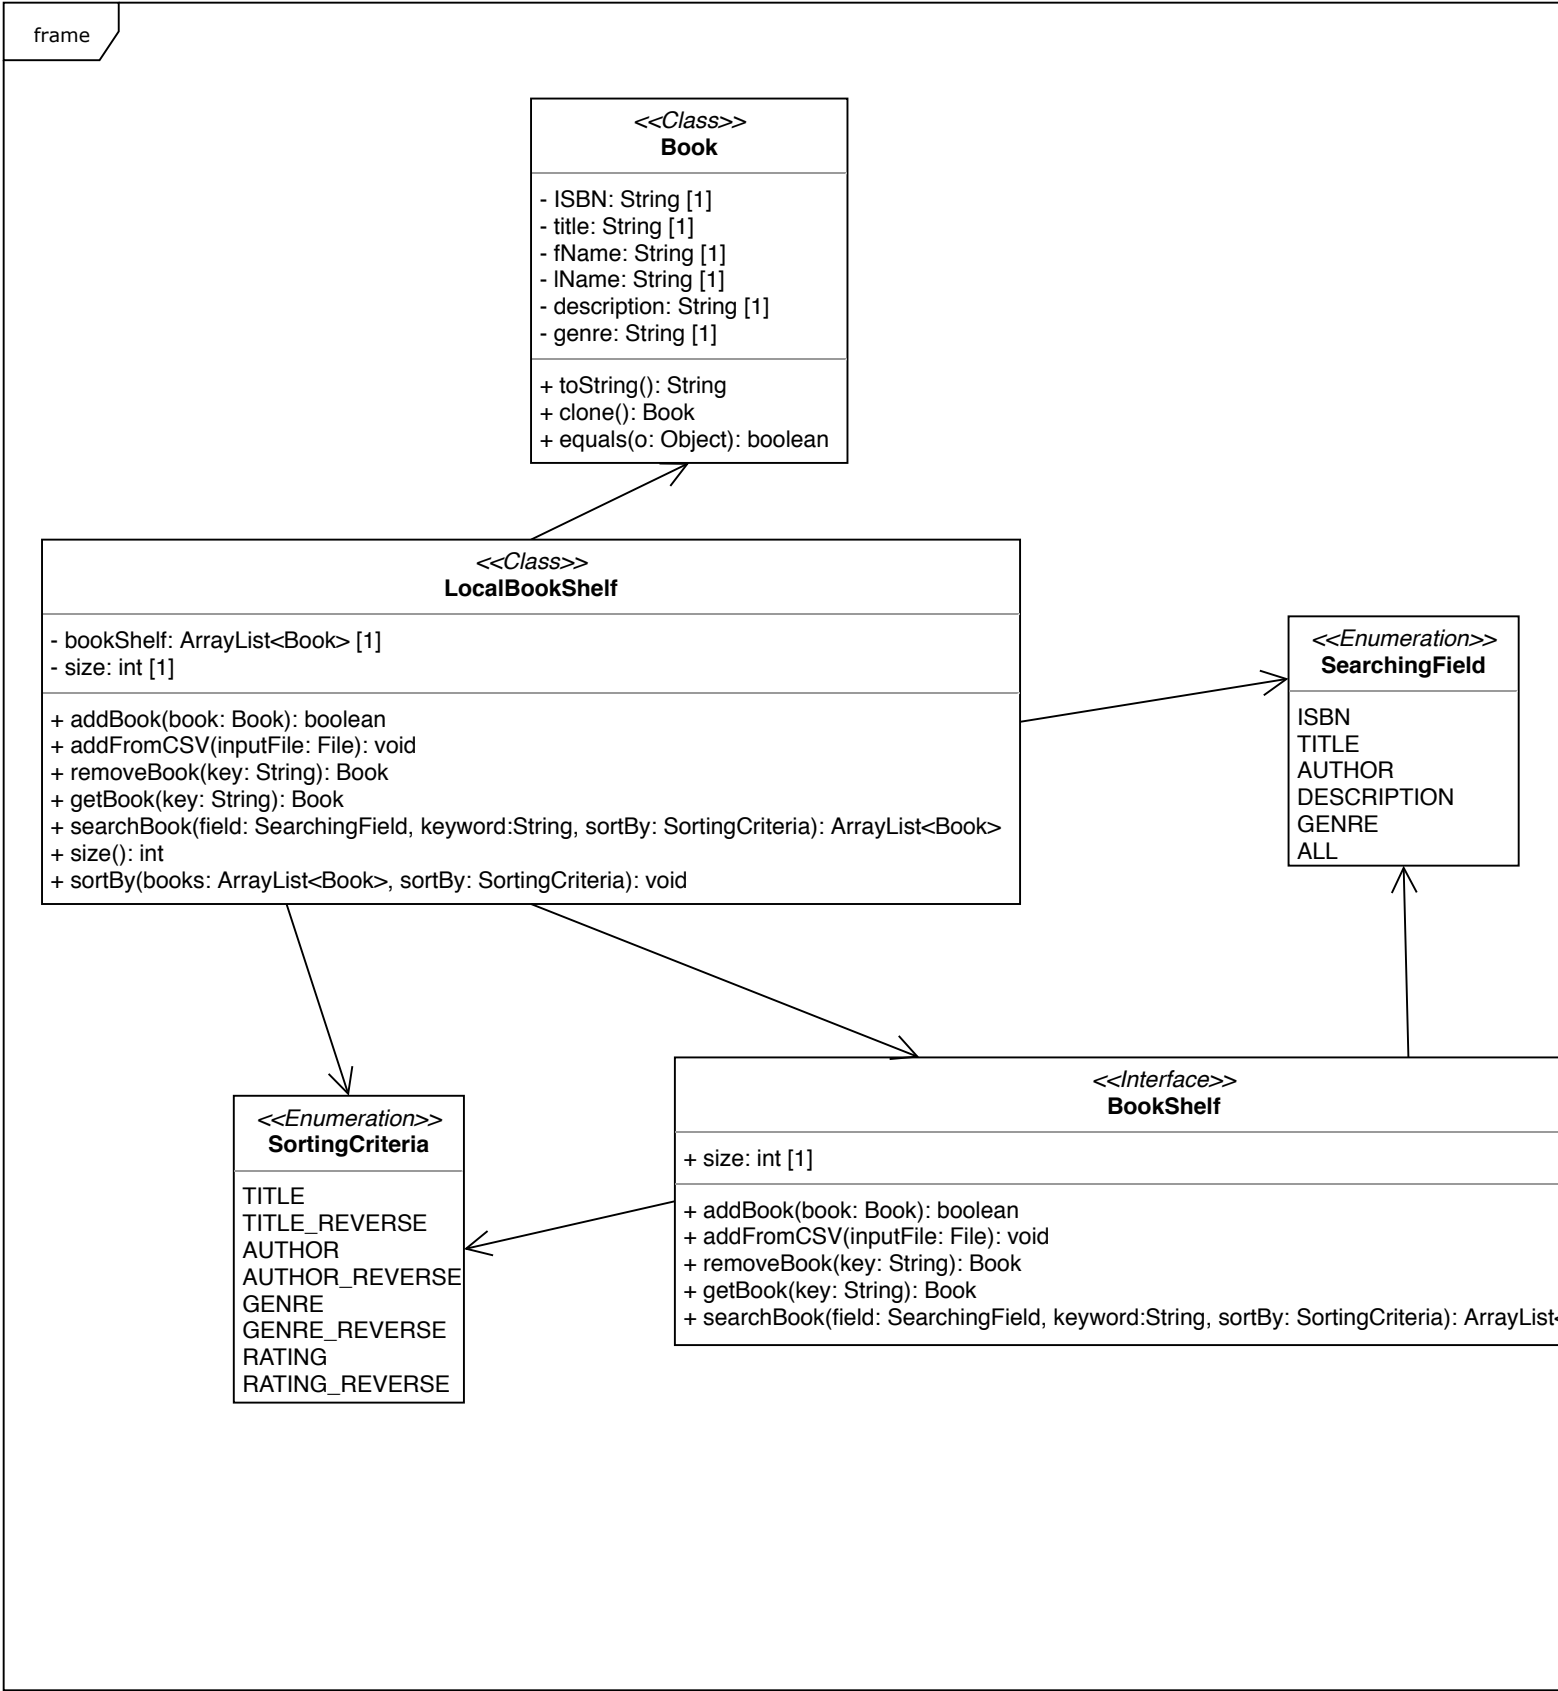 frame
<<Class>>
Book
- ISBN: String [1]
- title: String [1]
- fName: String [1]
- lName: String [1]
- description: String [1]
- genre: String [1]
+ toString(): String
+ clone(): Book
+ equals(o: Object): boolean
<<Class>>
LocalBookShelf
- bookShelf: ArrayList<Book> [1]
- size: int [1]
+ addBook(book: Book): boolean
+ addFromCSV(inputFile: File): void
+ removeBook(key: String): Book
+ getBook(key: String): Book
+ searchBook(field: SearchingField, keyword:String, sortBy: SortingCriteria): ArrayList<Book>
+ size(): int
+ sortBy(books: ArrayList<Book>, sortBy: SortingCriteria): void
<<Enumeration>>
SearchingField
ISBN
TITLE
AUTHOR
DESCRIPTION
GENRE
ALL
<<Enumeration>>
SortingCriteria
TITLE
TITLE_REVERSE
AUTHOR
AUTHOR_REVERSE
GENRE
GENRE_REVERSE
RATING
RATING_REVERSE
<<Interface>>
BookShelf
+ size: int [1]
+ addBook(book: Book): boolean
+ addFromCSV(inputFile: File): void
+ removeBook(key: String): Book
+ getBook(key: String): Book
+ searchBook(field: SearchingField, keyword:String, sortBy: SortingCriteria): ArrayList<